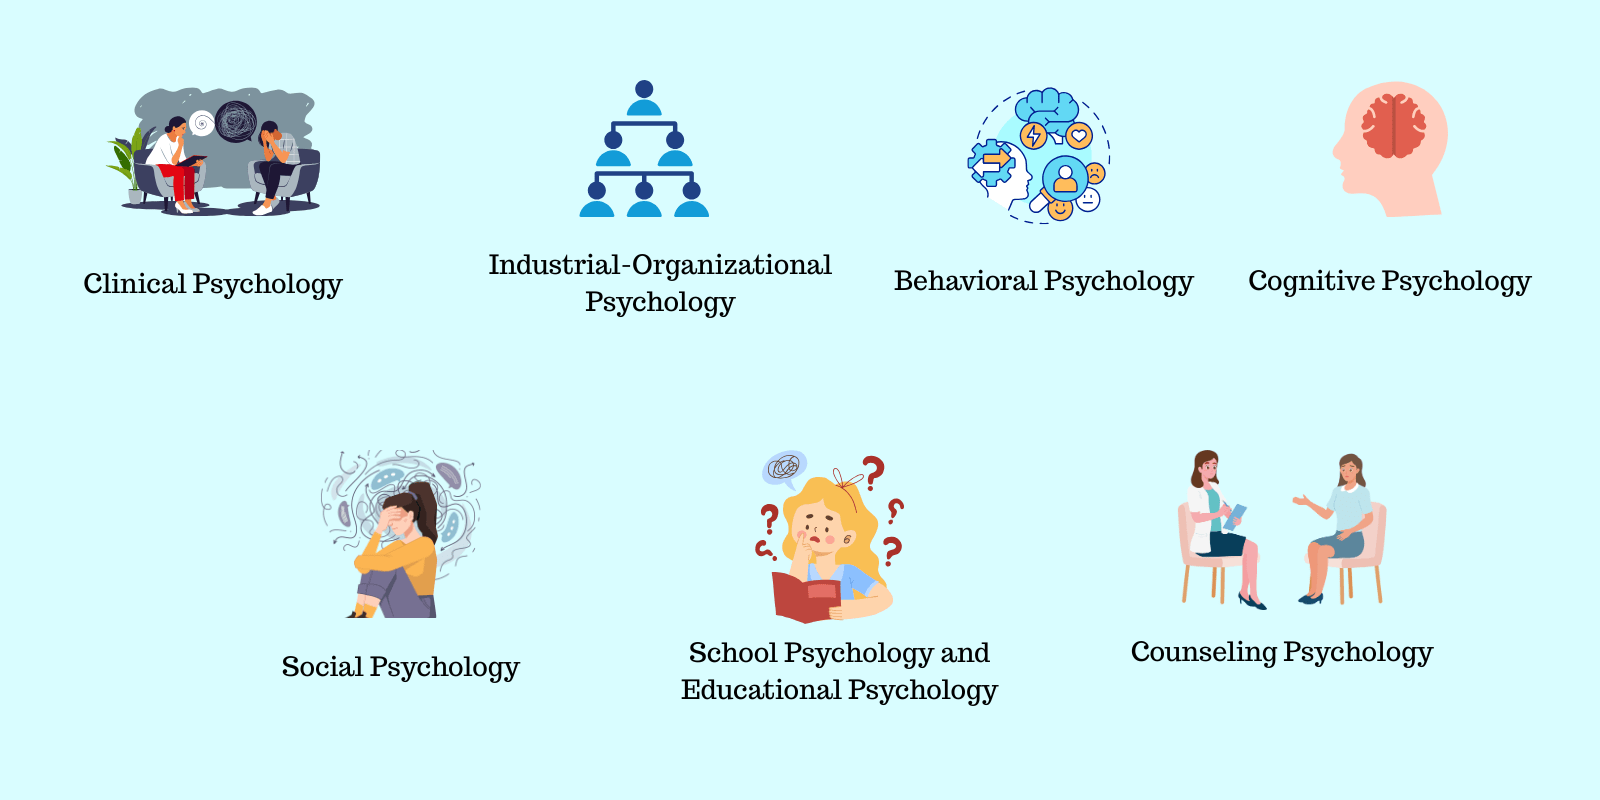 Clinical Psychology
Industrial-Organizational
Psychology
Behavioral Psychology
Cognitive Psychology
Social Psychology
School Psychology and
Educational Psychology
Counseling Psychology